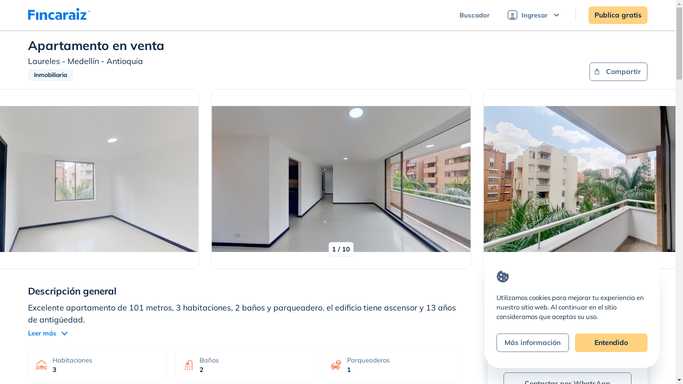 Fincaraiz
Buscador
Ingresar
Publica gratis
Apartamento en venta
Laureles - Medellín - Antioquia
Inmobiliaria
Compartir
1 / 10
Descripción general
Excelente apartamento de 101 metros, 3 habitaciones, 2 baños y parqueadero, el edificio tiene ascensor y 13 años
de antigüedad.
Leer más
Habitaciones
3
Baños
2
Parqueaderos
1
Utilizamos cookies para mejorar tu experiencia en
nuestro sitio web. Al continuar en el sitio
consideramos que aceptas su uso.
Más información
Entendido
Contactar por WhatsApp